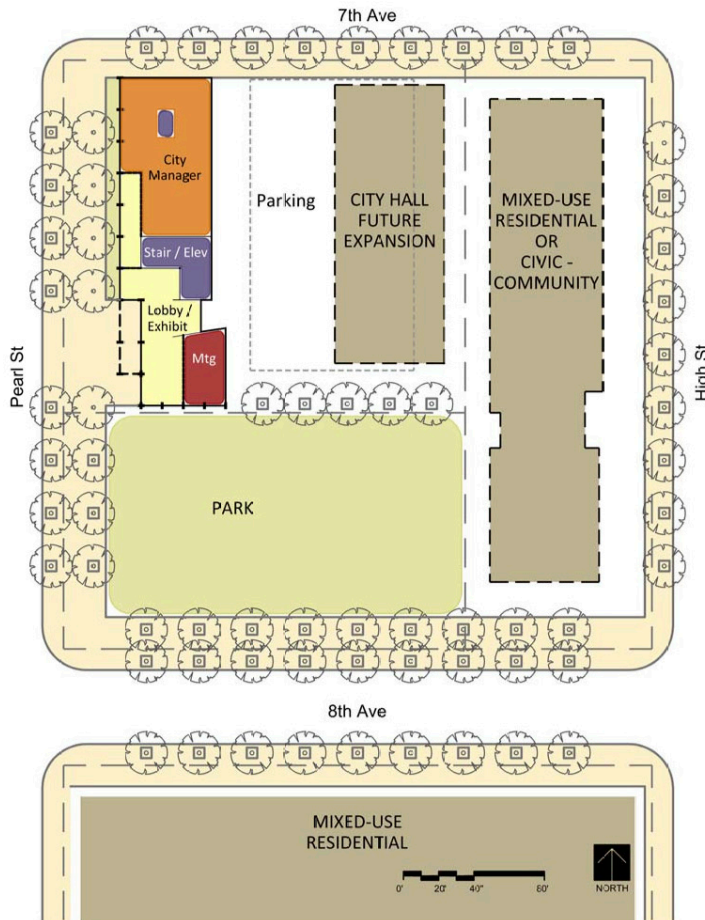 7th Ave
City
Manager
Parking
CITY HALL
FUTURE
EXPANSION
MIXED-USE
RESIDENTIAL
OR
CIVIC -
COMMUNITY
Stair / Elev
Lobby /
Exhibit
Mtg
Pearl St
High St
PARK
8th Ave
MIXED-USE
RESIDENTIAL
0' 20' 40" 80'
NORTH